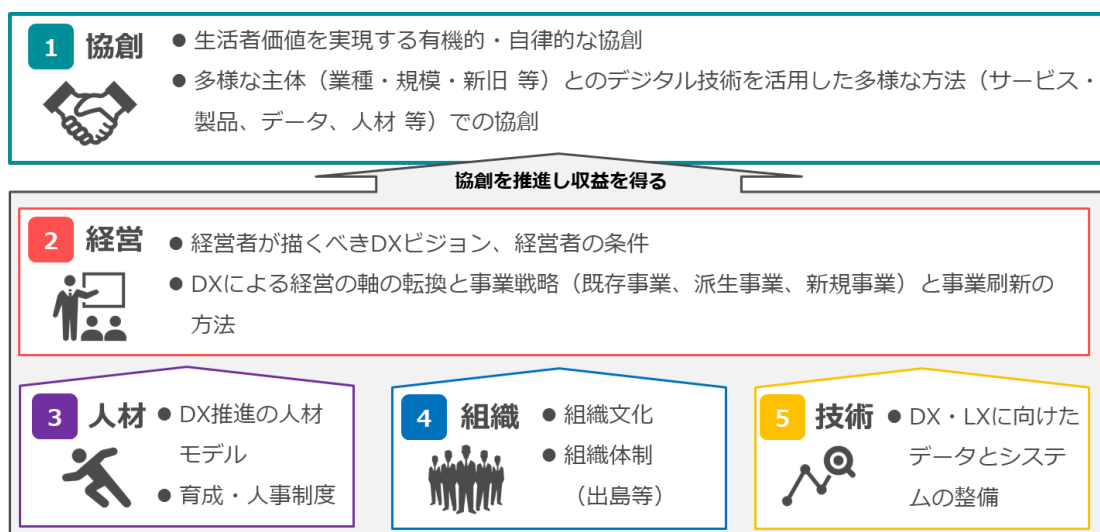 1 協創
● 生活者価値を実現する有機的・自律的な協創
● 多様な主体（業種・規模・新旧 等）とのデジタル技術を活用した多様な方法（サービス・
製品、データ、人材 等）での協創
協創を推進し収益を得る
2 経営
● 経営者が描くべきDXビジョン、経営者の条件
● DXによる経営の軸の転換と事業戦略（既存事業、派生事業、新規事業）と事業刷新の
方法
3 人材
● DX推進の人材
モデル
● 育成・人事制度
4 組織
● 組織文化
● 組織体制
（出島等）
5 技術
● DX・LXに向けた
データとシステ
ムの整備